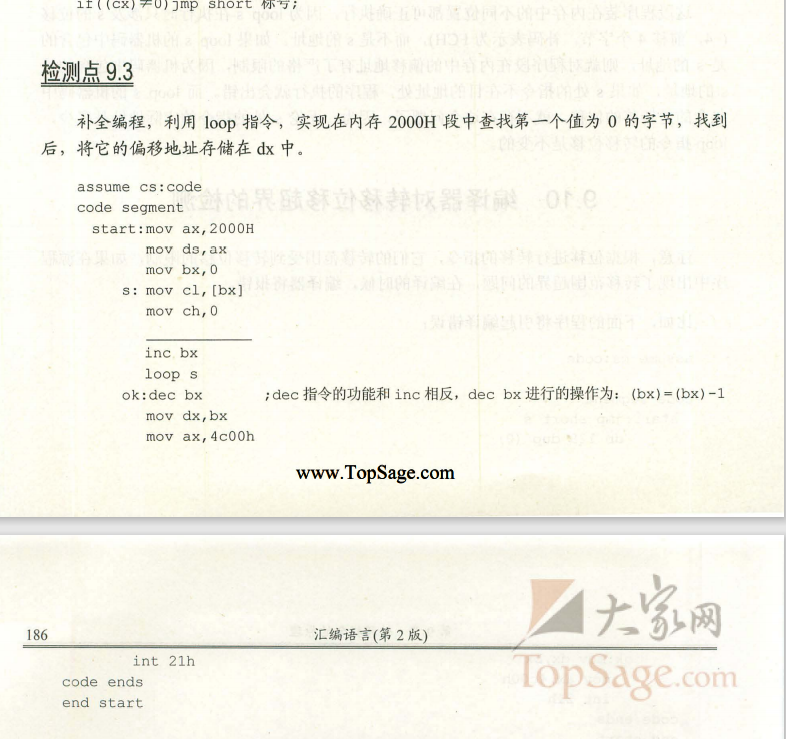 if((cx)≠0)jmp short 标号;
检测点 9.3
补全编程，利用 loop 指令，实现在内存 2000H 段中查找第一个值为 0 的字节，找到
后，将它的偏移地址存储在 dx 中。
assume cs:code
code segment
start:mov ax,2000H
mov ds,ax
mov bx,0
s: mov cl,[bx]
mov ch,0
____________
inc bx
loop s
ok:dec bx ;dec 指令的功能和 inc 相反，dec bx 进行的操作为：(bx)=(bx)-1
mov dx,bx
mov ax,4c00h
www.TopSage.com
186 汇编语言(第 2 版)
大家网
TopSage.com
int 21h
code ends
end start